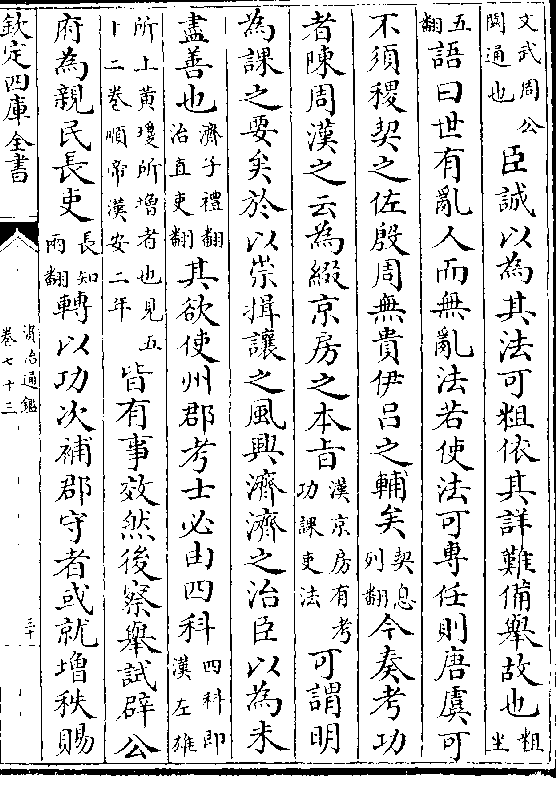 文武周公闕通也臣誠以為其法可粗依其詳難備舉故也粗坐
五翻語曰世有亂人而無亂法若使法可專任則唐虞可
不須稷契之佐殷周無貴伊呂之輔矣契息列翻今奏考功
者陳周漢之云為綴京房之本旨漢京房有考功課吏法可謂明
為課之要矣於以崇揖讓之風興濟濟之治臣以為未
盡善也濟子禮翻治直吏翻其欲使州郡考士必由四科四科即漢左雄
所上黃瓊所增者也見五十二卷順帝漢安二年皆有事效然後察舉試辟公
府為親民長吏長知兩翻轉以功次補郡守者或就增秩賜
欽定四庫全書
資治通鑑
卷七十三
三十